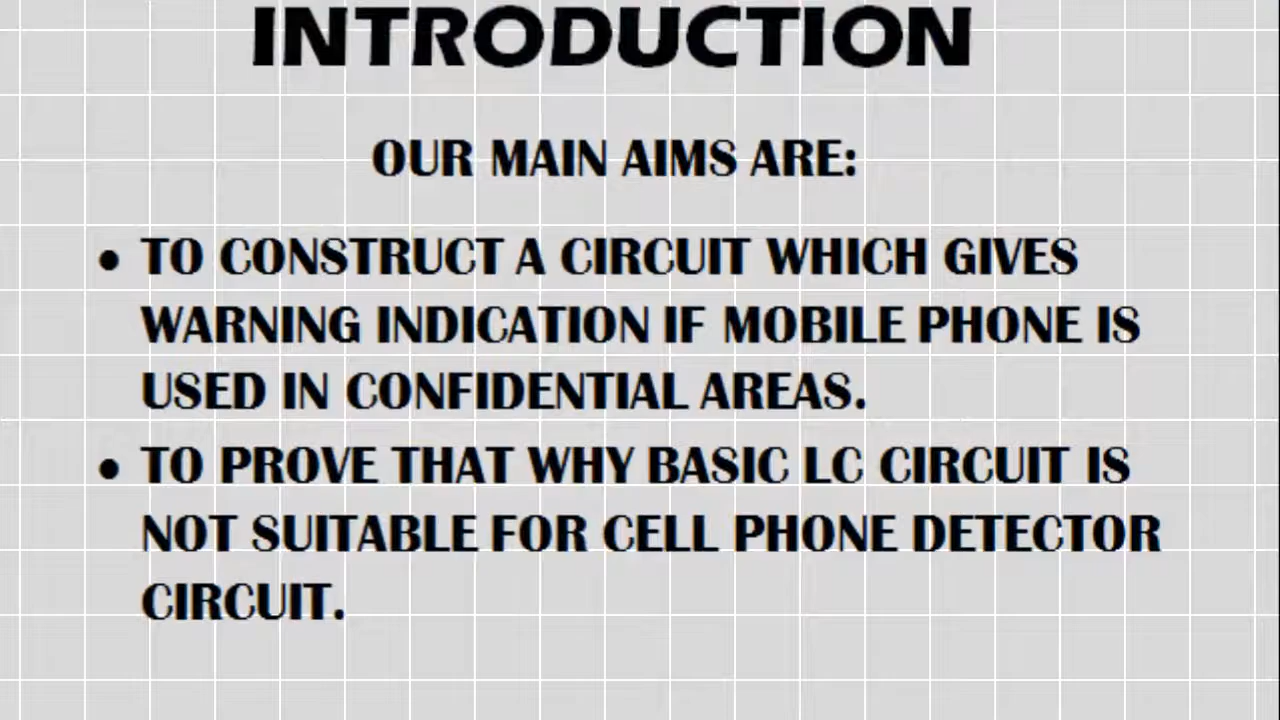 INTRODUCTION
OUR MAIN AIMS ARE:
• TO CONSTRUCT A CIRCUIT WHICH GIVES
WARNING INDICATION IF MOBILE PHONE IS
USED IN CONFIDENTIAL AREAS.
• TO PROVE THAT WHY BASIC LC CIRCUIT IS
NOT SUITABLE FOR CELL PHONE DETECTOR
CIRCUIT.